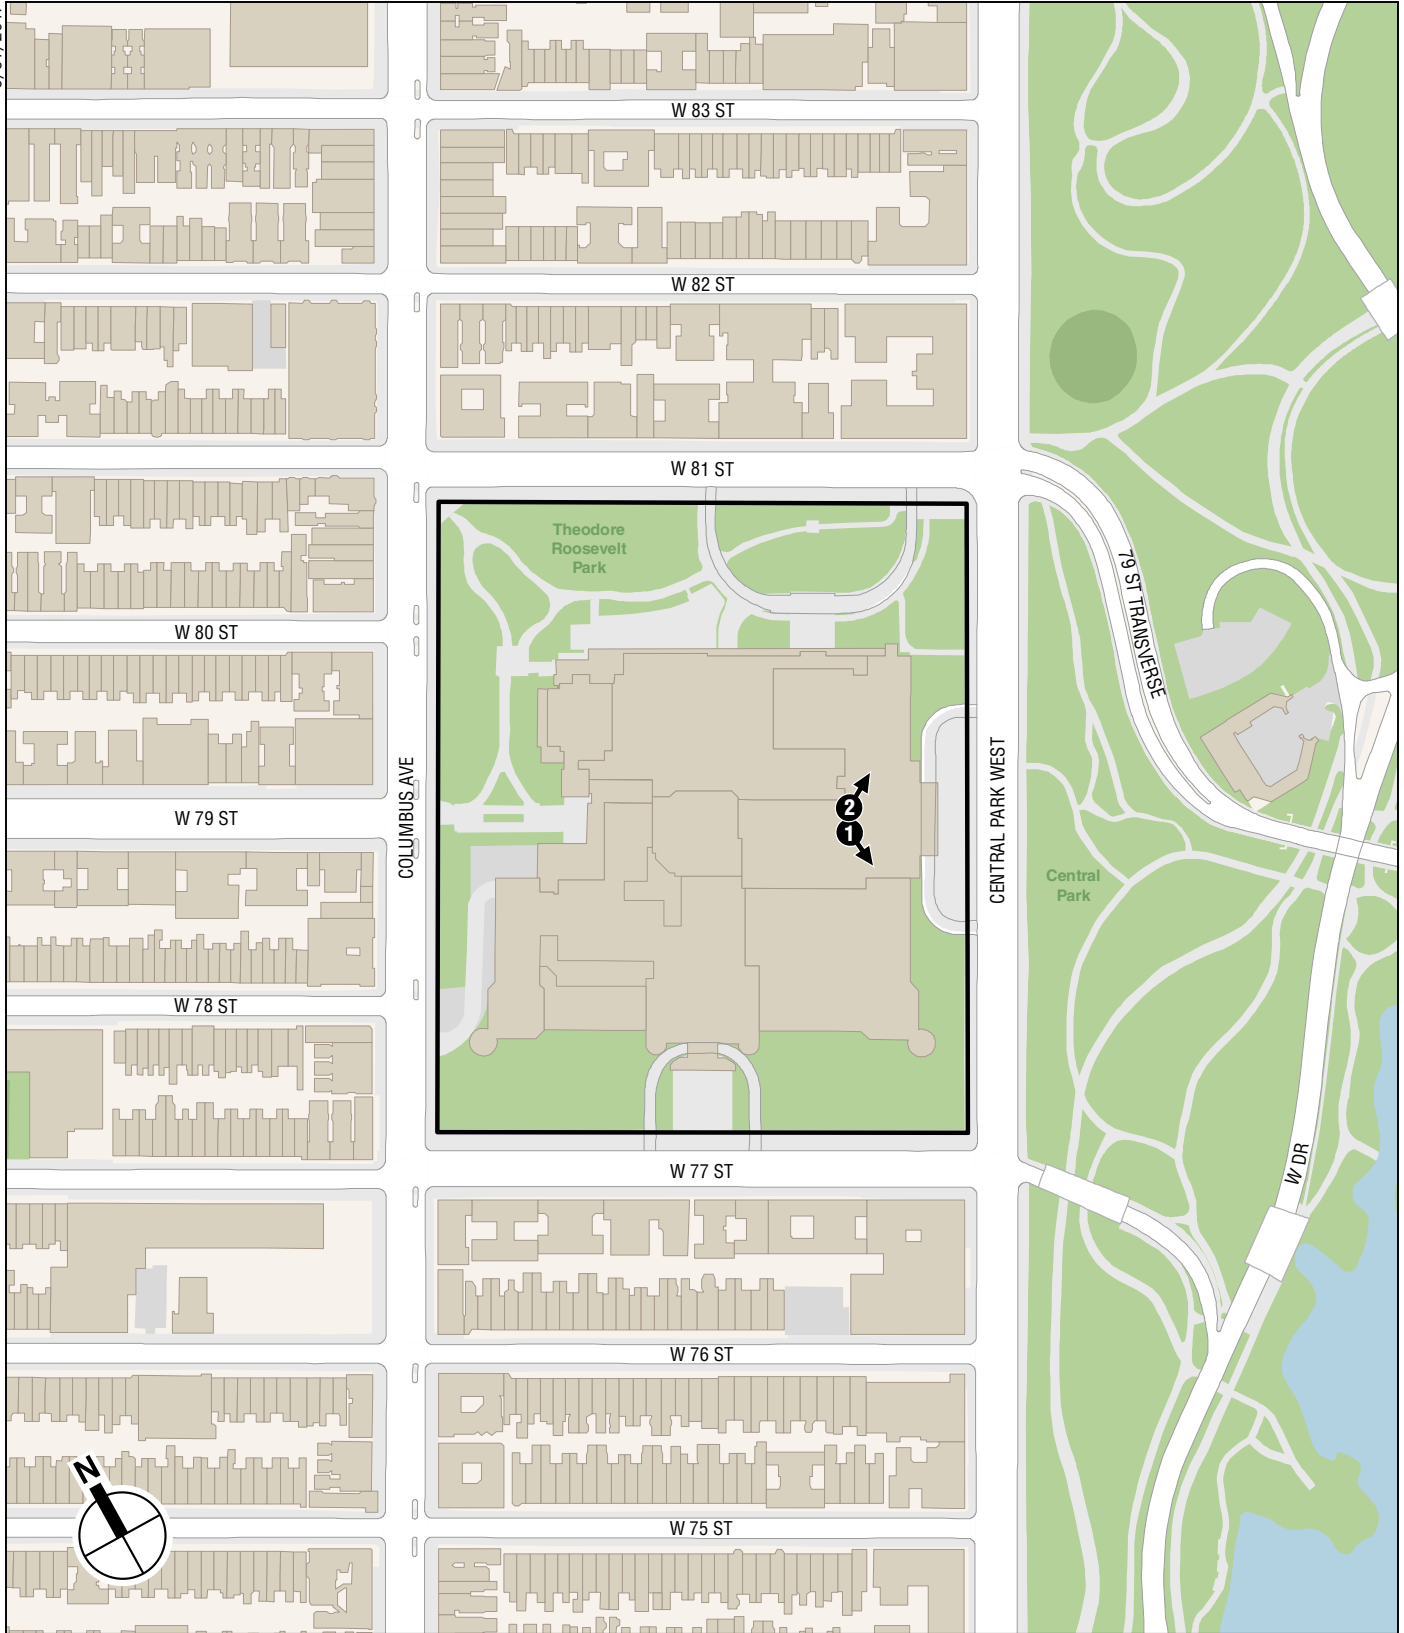 W 83 ST
W 82 ST
W 81 ST
Theodore
Roosevelt
Park
79 ST TRANSVERSE
W 80 ST
COLUMBUS AVE
CENTRAL PARK WEST
2
1
W 79 ST
Central
Park
W 78 ST
W DR
W 77 ST
W 76 ST
N
W 75 ST